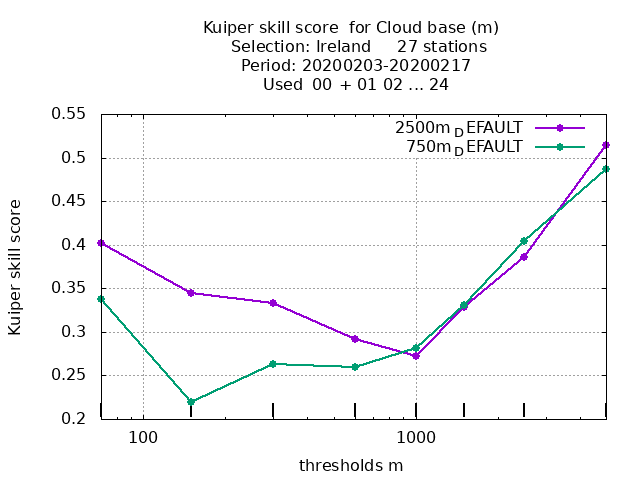 Kuiper skill score  for Cloud base (m)
Selection: Ireland     27 stations
Period: 20200203-20200217
Used  00 + 01 02 ... 24
0.55
2500m_DEFAULT
750m_DEFAULT
0.5
0.45
0.4
0.35
0.3
0.25
0.2
Kuiper skill score
100
1000
thresholds m